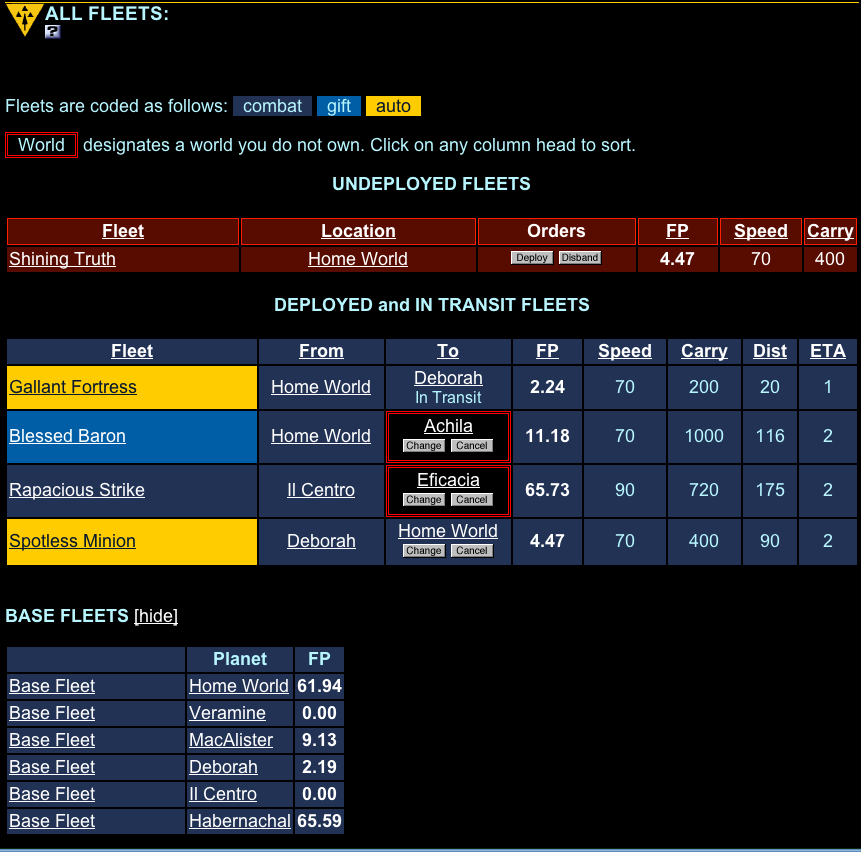 ALL FLEETS:
?
Fleets are coded as follows: combat gift auto
World designates a world you do not own. Click on any column head to sort.
UNDEPLOYED FLEETS
Fleet Location Orders FP Speed Carry
Shining Truth Home World Deploy Disband 4.47 70 400
DEPLOYED and IN TRANSIT FLEETS
Fleet From To FP Speed Carry Dist ETA
Gallant Fortress Home World Deborah In Transit 2.24 70 200 20 1
Blessed Baron Home World Achila Change Cancel 11.18 70 1000 116 2
Rapacious Strike Il Centro Eficacia Change Cancel 65.73 90 720 175 2
Spotless Minion Deborah Home World Change Cancel 4.47 70 400 90 2
BASE FLEETS [hide]
Planet FP
Base Fleet Home World 61.94
Base Fleet Veramine 0.00
Base Fleet MacAlister 9.13
Base Fleet Deborah 2.19
Base Fleet Il Centro 0.00
Base Fleet Habernachal 65.59